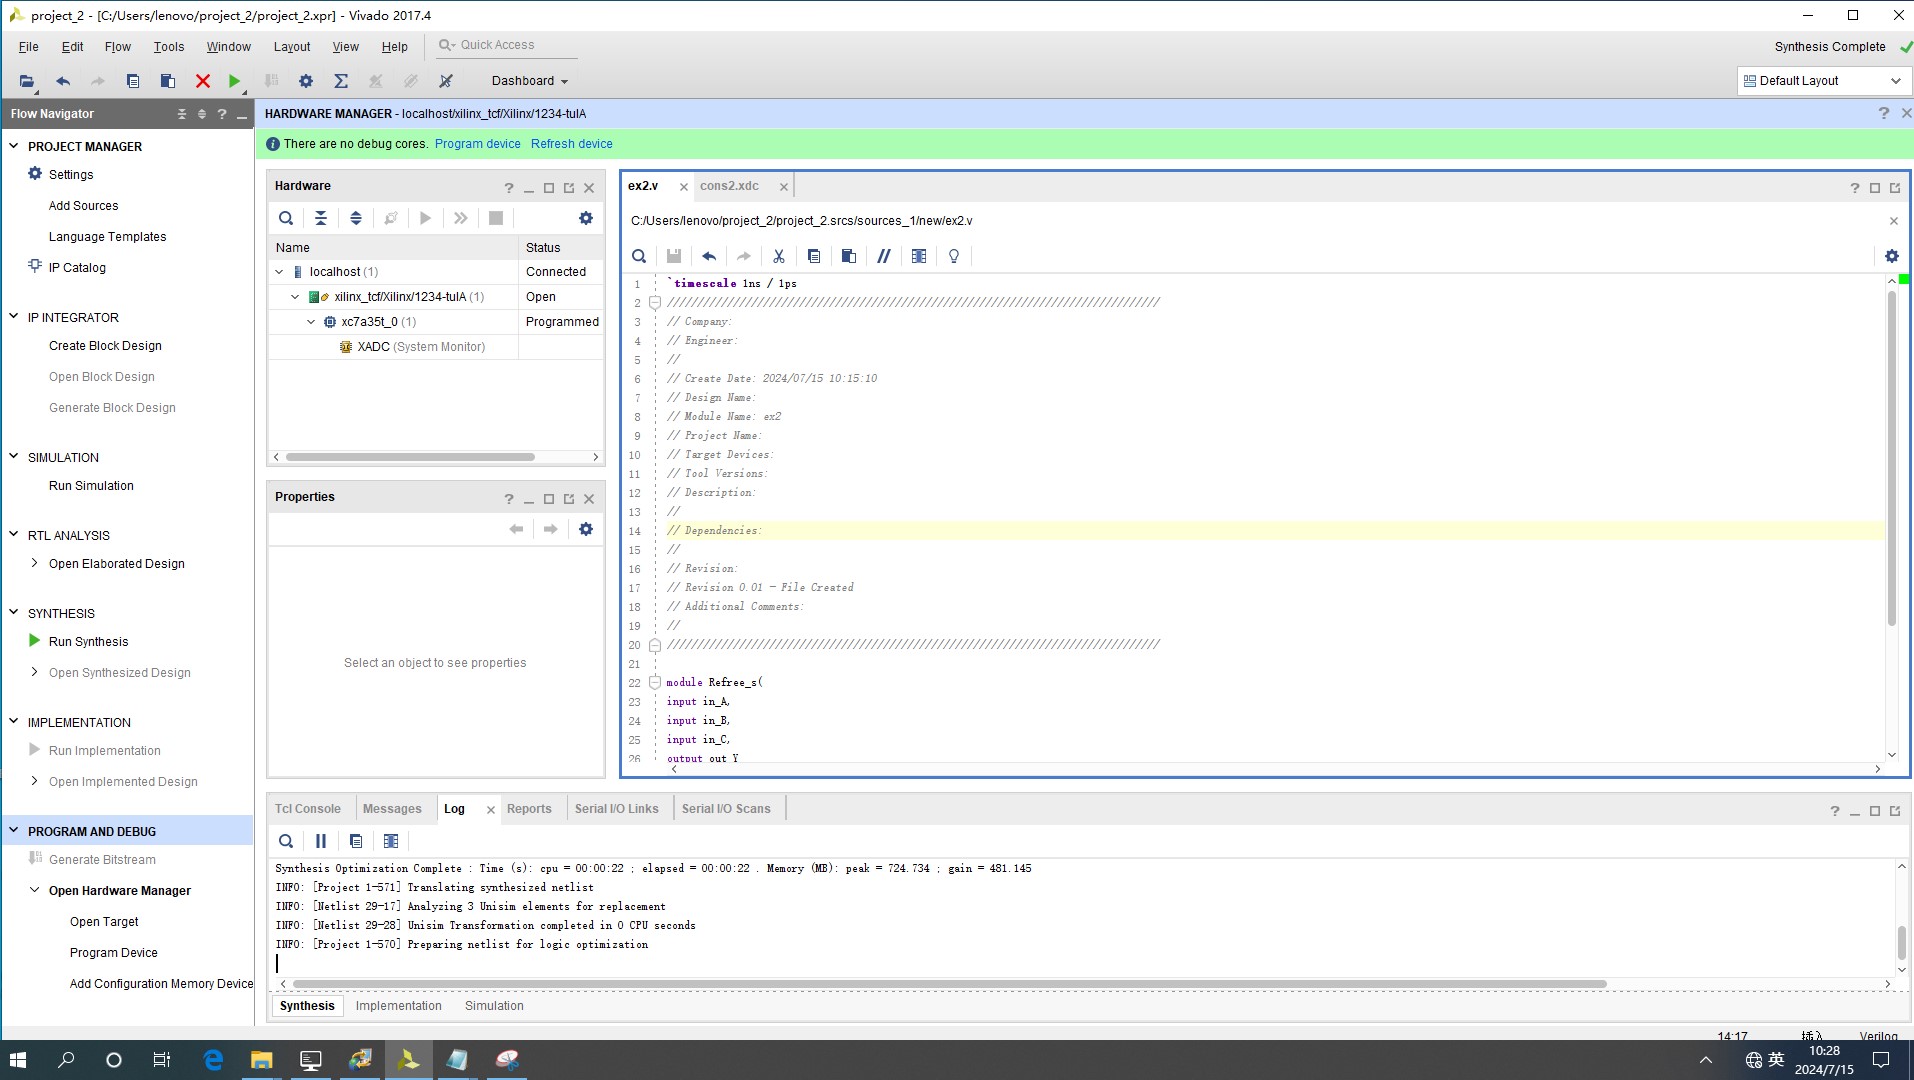 project_2 - [C:/Users/lenovo/project_2/project_2.xpr] - Vivado 2017.4
File Edit Flow Tools Window Layout View Help Quick Access
Synthesis Complete
Dashboard
Default Layout
Flow Navigator
HARDWARE MANAGER - localhost/xilinx_tcf/Xilinx/1234-tulA
There are no debug cores. Program device Refresh device
PROJECT MANAGER
Settings
Add Sources
Language Templates
IP Catalog
IP INTEGRATOR
Create Block Design
Open Block Design
Generate Block Design
SIMULATION
Run Simulation
RTL ANALYSIS
Open Elaborated Design
SYNTHESIS
Run Synthesis
Open Synthesized Design
IMPLEMENTATION
Run Implementation
Open Implemented Design
PROGRAM AND DEBUG
Generate Bitstream
Open Hardware Manager
Open Target
Program Device
Add Configuration Memory Device
Hardware
Name Status
localhost (1) Connected
xilinx_tcf/Xilinx/1234-tulA (1) Open
xc7a35t_0 (1) Programmed
XADC (System Monitor)
Properties
Select an object to see properties
ex2.v cons2.xdc
C:/Users/lenovo/project_2/project_2.srcs/sources_1/new/ex2.v
1 `timescale 1ns / 1ps
2 //////////////////////////////////////////////////////////////////////////////////
3 // Company:
4 // Engineer:
5 //
6 // Create Date: 2024/07/15 10:15:10
7 // Design Name:
8 // Module Name: ex2
9 // Project Name:
10 // Target Devices:
11 // Tool Versions:
12 // Description:
13 //
14 // Dependencies:
15 //
16 // Revision:
17 // Revision 0.01 - File Created
18 // Additional Comments:
19 //
20 //////////////////////////////////////////////////////////////////////////////////
21
22 module Refree_s(
23 input in_A,
24 input in_B,
25 input in_C,
26 output out_Y
Tcl Console Messages Log Reports Serial I/O Links Serial I/O Scans
Synthesis Optimization Complete : Time (s): cpu = 00:00:22 ; elapsed = 00:00:22 . Memory (MB): peak = 724.734 ; gain = 481.145
INFO: [Project 1-571] Translating synthesized netlist
INFO: [Netlist 29-17] Analyzing 3 Unisim elements for replacement
INFO: [Netlist 29-28] Unisim Transformation completed in 0 CPU seconds
INFO: [Project 1-570] Preparing netlist for logic optimization
Synthesis Implementation Simulation
14:17 插入 Verilog
英
10:28
2024/7/15